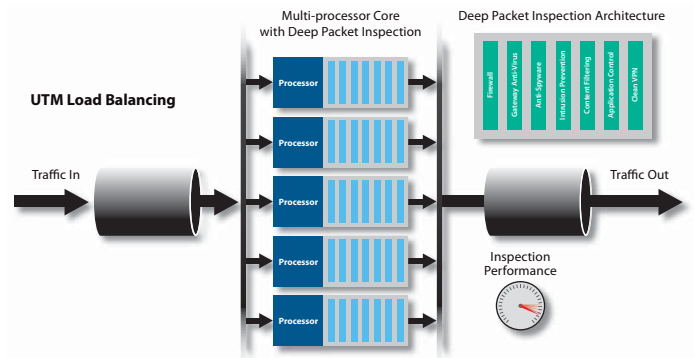 Multi-processor Core
with Deep Packet Inspection
Deep Packet Inspection Architecture
Firewall
Gateway Anti-Virus
Anti-Spyware
Intrusion Prevention
Content Filtering
Application Control
Clean VPN
UTM Load Balancing
Processor
Processor
Processor
Processor
Processor
Traffic In
Traffic Out
Inspection
Performance